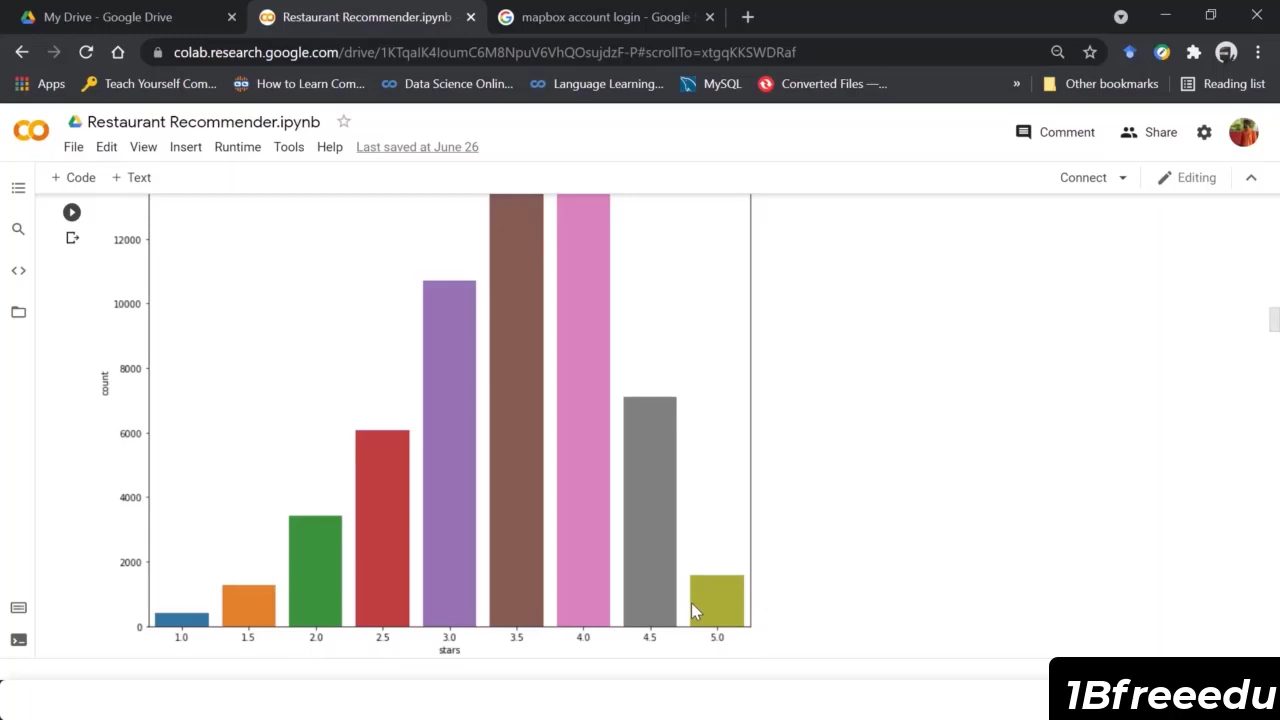 My Drive - Google Drive
Restaurant Recommender.ipynb
mapbox account login - Google
colab.research.google.com/drive/1KTqalK4IoumC6M8NpuV6VhQOsujdzF-P#scrollTo=xtgqKKSWDRaf
Apps
Teach Yourself Com...
How to Learn Com...
Data Science Onlin...
Language Learning...
MySQL
Converted Files —...
»
Other bookmarks
Reading list
Restaurant Recommender.ipynb
Comment
Share
File Edit View Insert Runtime Tools Help Last saved at June 26
+ Code + Text
Connect
Editing
12000
10000
8000
6000
4000
2000
0
count
1.0 1.5 2.0 2.5 3.0 3.5 4.0 4.5 5.0
stars
1Bfreeedu